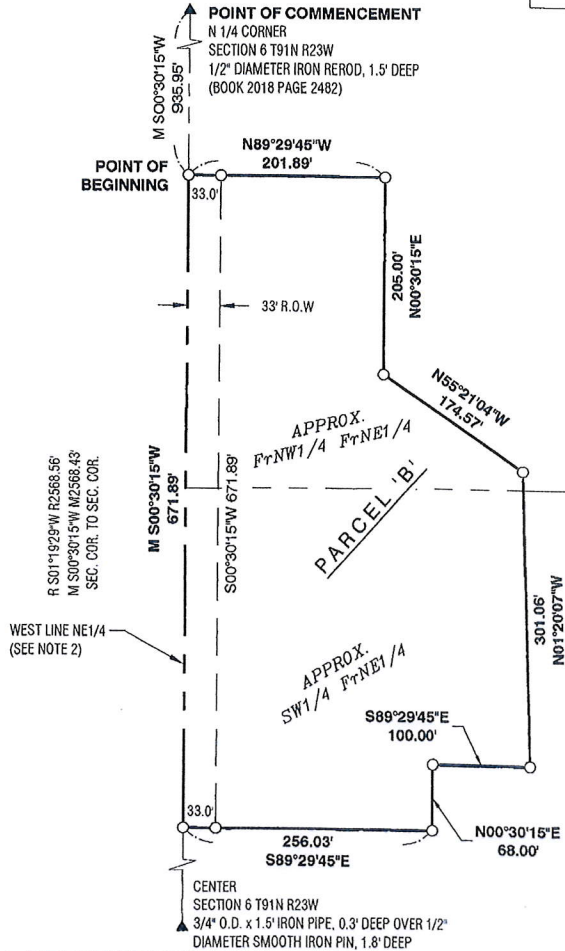 POINT OF COMMENCEMENT
N 1/4 CORNER
SECTION 6 T91N R23W
1/2" DIAMETER IRON REROD, 1.5' DEEP
(BOOK 2018 PAGE 2482)
M S00°30'15"W
935.95'
N89°29'45"W
201.89'
POINT OF
BEGINNING
33.0'
205.00'
N00°30'15"E
33' R.O.W
N55°21'04"W
174.57'
APPROX.
FrNW1/4 FrNE1/4
PARCEL 'B'
R S01°19'29"W R2568.56'
M S00°30'15"W M2568.43'
SEC. COR. TO SEC. COR.
M S00°30'15"W
671.89'
S00°30'15"W 671.89'
WEST LINE NE1/4
(SEE NOTE 2)
APPROX.
SW1/4 FrNE1/4
301.06'
N01°20'07"W
S89°29'45"E
100.00'
33.0'
256.03'
S89°29'45"E
N00°30'15"E
68.00'
CENTER
SECTION 6 T91N R23W
3/4" O.D. x 1.5' IRON PIPE, 0.3' DEEP OVER 1/2"
DIAMETER SMOOTH IRON PIN, 1.8' DEEP